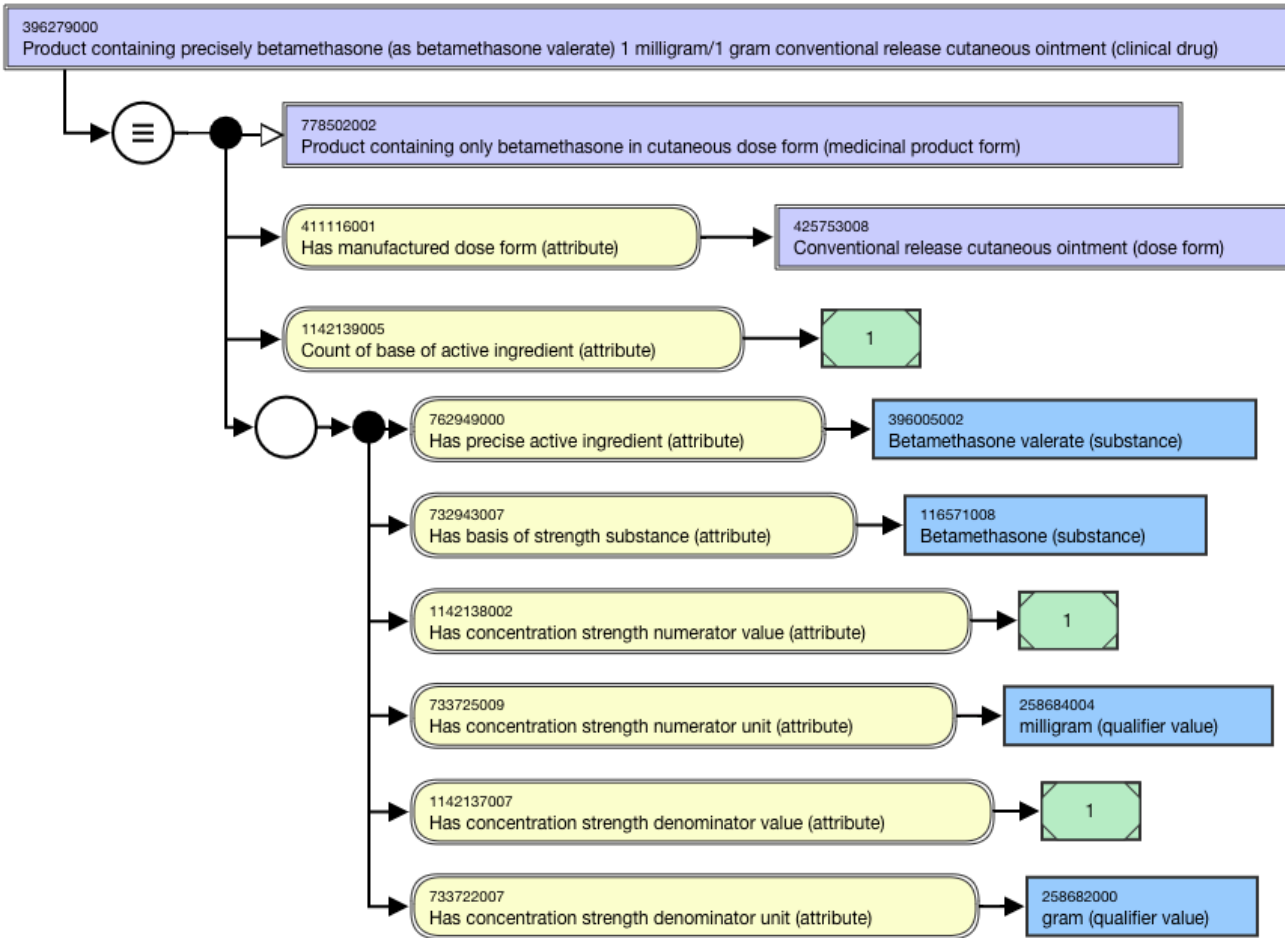 396279000
Product containing precisely betamethasone (as betamethasone valerate) 1 milligram/1 gram conventional release cutaneous ointment (clinical drug)
778502002
Product containing only betamethasone in cutaneous dose form (medicinal product form)
411116001
Has manufactured dose form (attribute)
425753008
Conventional release cutaneous ointment (dose form)
1142139005
Count of base of active ingredient (attribute)
1
762949000
Has precise active ingredient (attribute)
396005002
Betamethasone valerate (substance)
732943007
Has basis of strength substance (attribute)
116571008
Betamethasone (substance)
1142138002
Has concentration strength numerator value (attribute)
1
733725009
Has concentration strength numerator unit (attribute)
258684004
milligram (qualifier value)
1142137007
Has concentration strength denominator value (attribute)
1
733722007
Has concentration strength denominator unit (attribute)
258682000
gram (qualifier value)